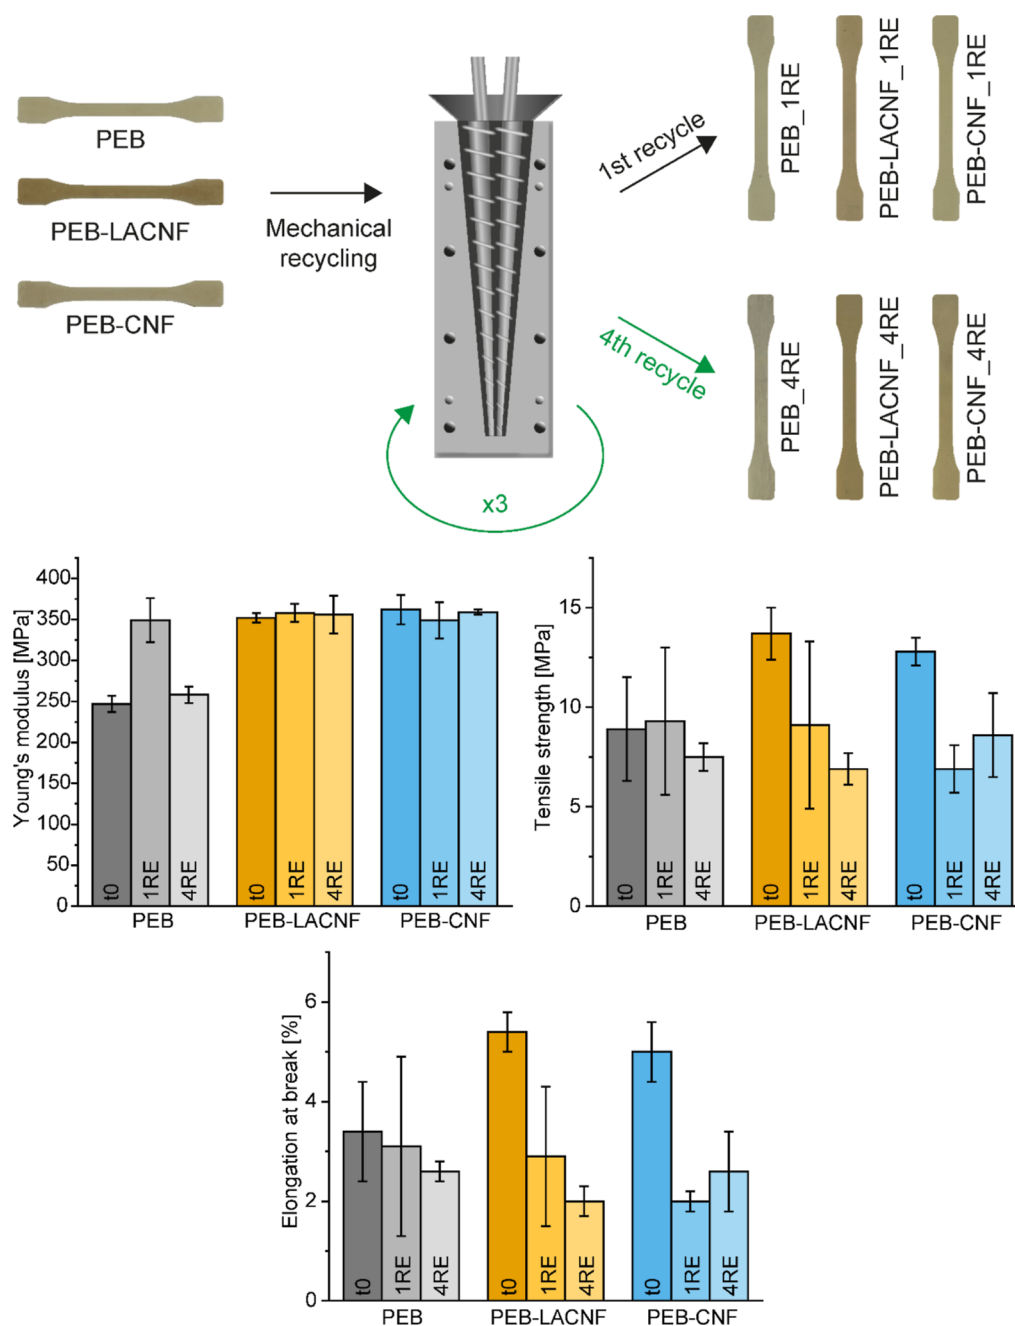 PEB
PEB-LACNF
PEB-CNF
Mechanical
recycling
1st recycle
4th recycle
x3
PEB_1RE
PEB-LACNF_1RE
PEB-CNF_1RE
PEB_4RE
PEB-LACNF_4RE
PEB-CNF_4RE
Young's modulus [MPa]
400
350
300
250
200
150
100
50
0
t0
1RE
4RE
t0
1RE
4RE
t0
1RE
4RE
PEB
PEB-LACNF
PEB-CNF
Tensile strength [MPa]
15
10
5
0
t0
1RE
4RE
t0
1RE
4RE
t0
1RE
4RE
PEB
PEB-LACNF
PEB-CNF
Elongation at break [%]
6
4
2
0
t0
1RE
4RE
t0
1RE
4RE
t0
1RE
4RE
PEB
PEB-LACNF
PEB-CNF